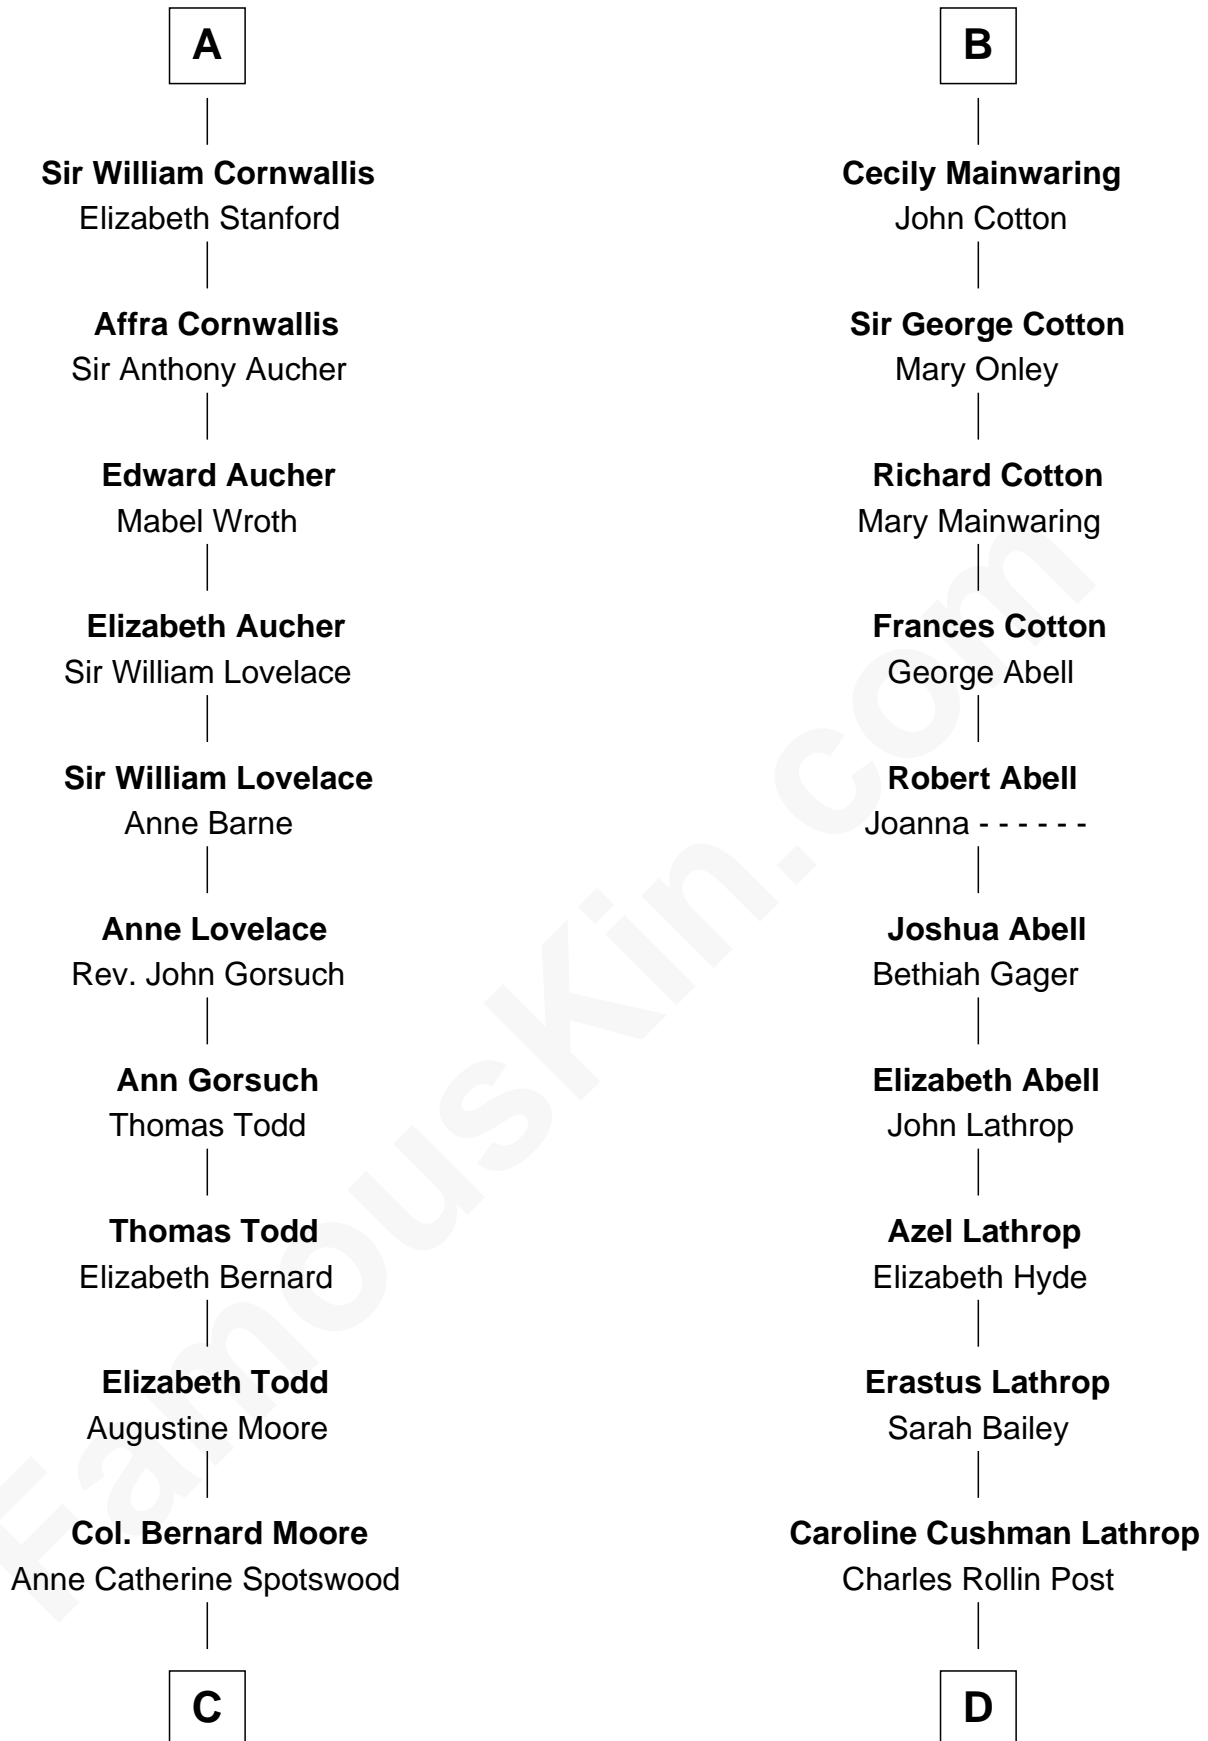 A
Sir William Cornwallis
Elizabeth Stanford
Affra Cornwallis
Sir Anthony Aucher
Edward Aucher
Mabel Wroth
Elizabeth Aucher
Sir William Lovelace
Sir William Lovelace
Anne Barne
Anne Lovelace
Rev. John Gorsuch
Ann Gorsuch
Thomas Todd
Thomas Todd
Elizabeth Bernard
Elizabeth Todd
Augustine Moore
Col. Bernard Moore
Anne Catherine Spotswood
C
B
Cecily Mainwaring
John Cotton
Sir George Cotton
Mary Onley
Richard Cotton
Mary Mainwaring
Frances Cotton
George Abell
Robert Abell
Joanna - - - - - -
Joshua Abell
Bethiah Gager
Elizabeth Abell
John Lathrop
Azel Lathrop
Elizabeth Hyde
Erastus Lathrop
Sarah Bailey
Caroline Cushman Lathrop
Charles Rollin Post
D
FamousKin.com